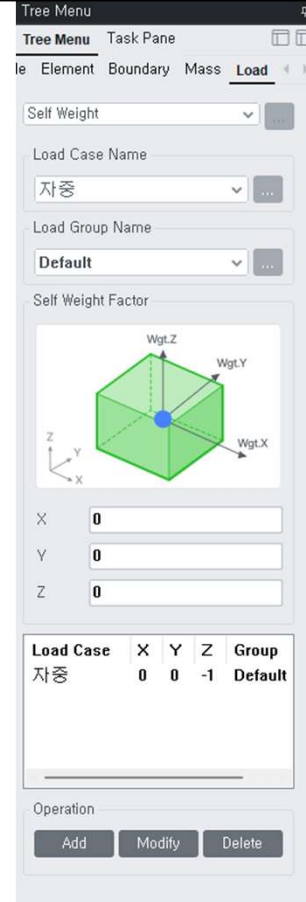 Tree Menu
Tree Menu Task Pane
le Element Boundary Mass Load
Self Weight
...
Load Case Name
자중
...
Load Group Name
Default
...
Self Weight Factor
Wgt.Z
Wgt.Y
Wgt.X
Z
Y
X
X 0
Y 0
Z 0
Load Case X Y Z Group
자중 0 0 -1 Default
Operation
Add Modify Delete